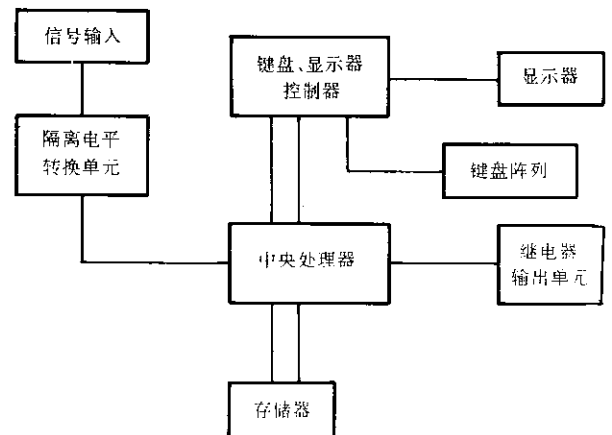 信号输入
键盘、显示器
控制器
显示器
隔离电平
转换单元
键盘阵列
中央处理器
继电器
输出单元
存储器